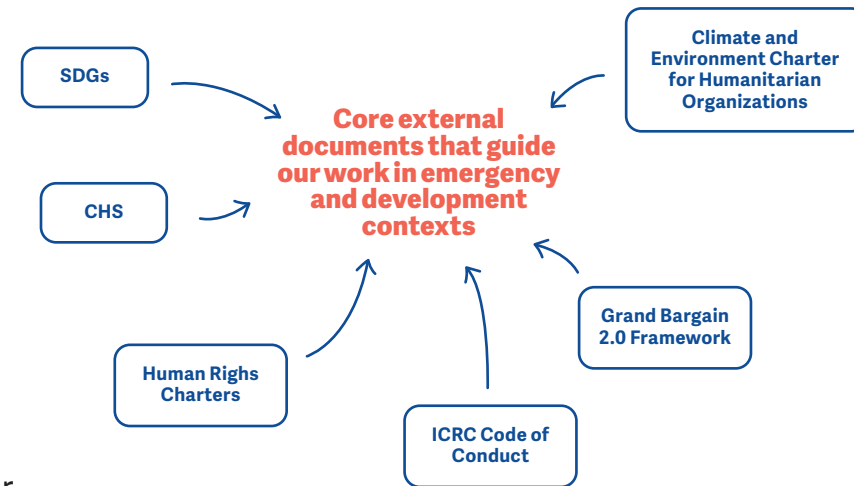 SDGs
Climate and
Environment Charter
for Humanitarian
Organizations
Core external
documents that guide
our work in emergency
and development
contexts
CHS
Grand Bargain
2.0 Framework
Human Righs
Charters
ICRC Code of
Conduct
r